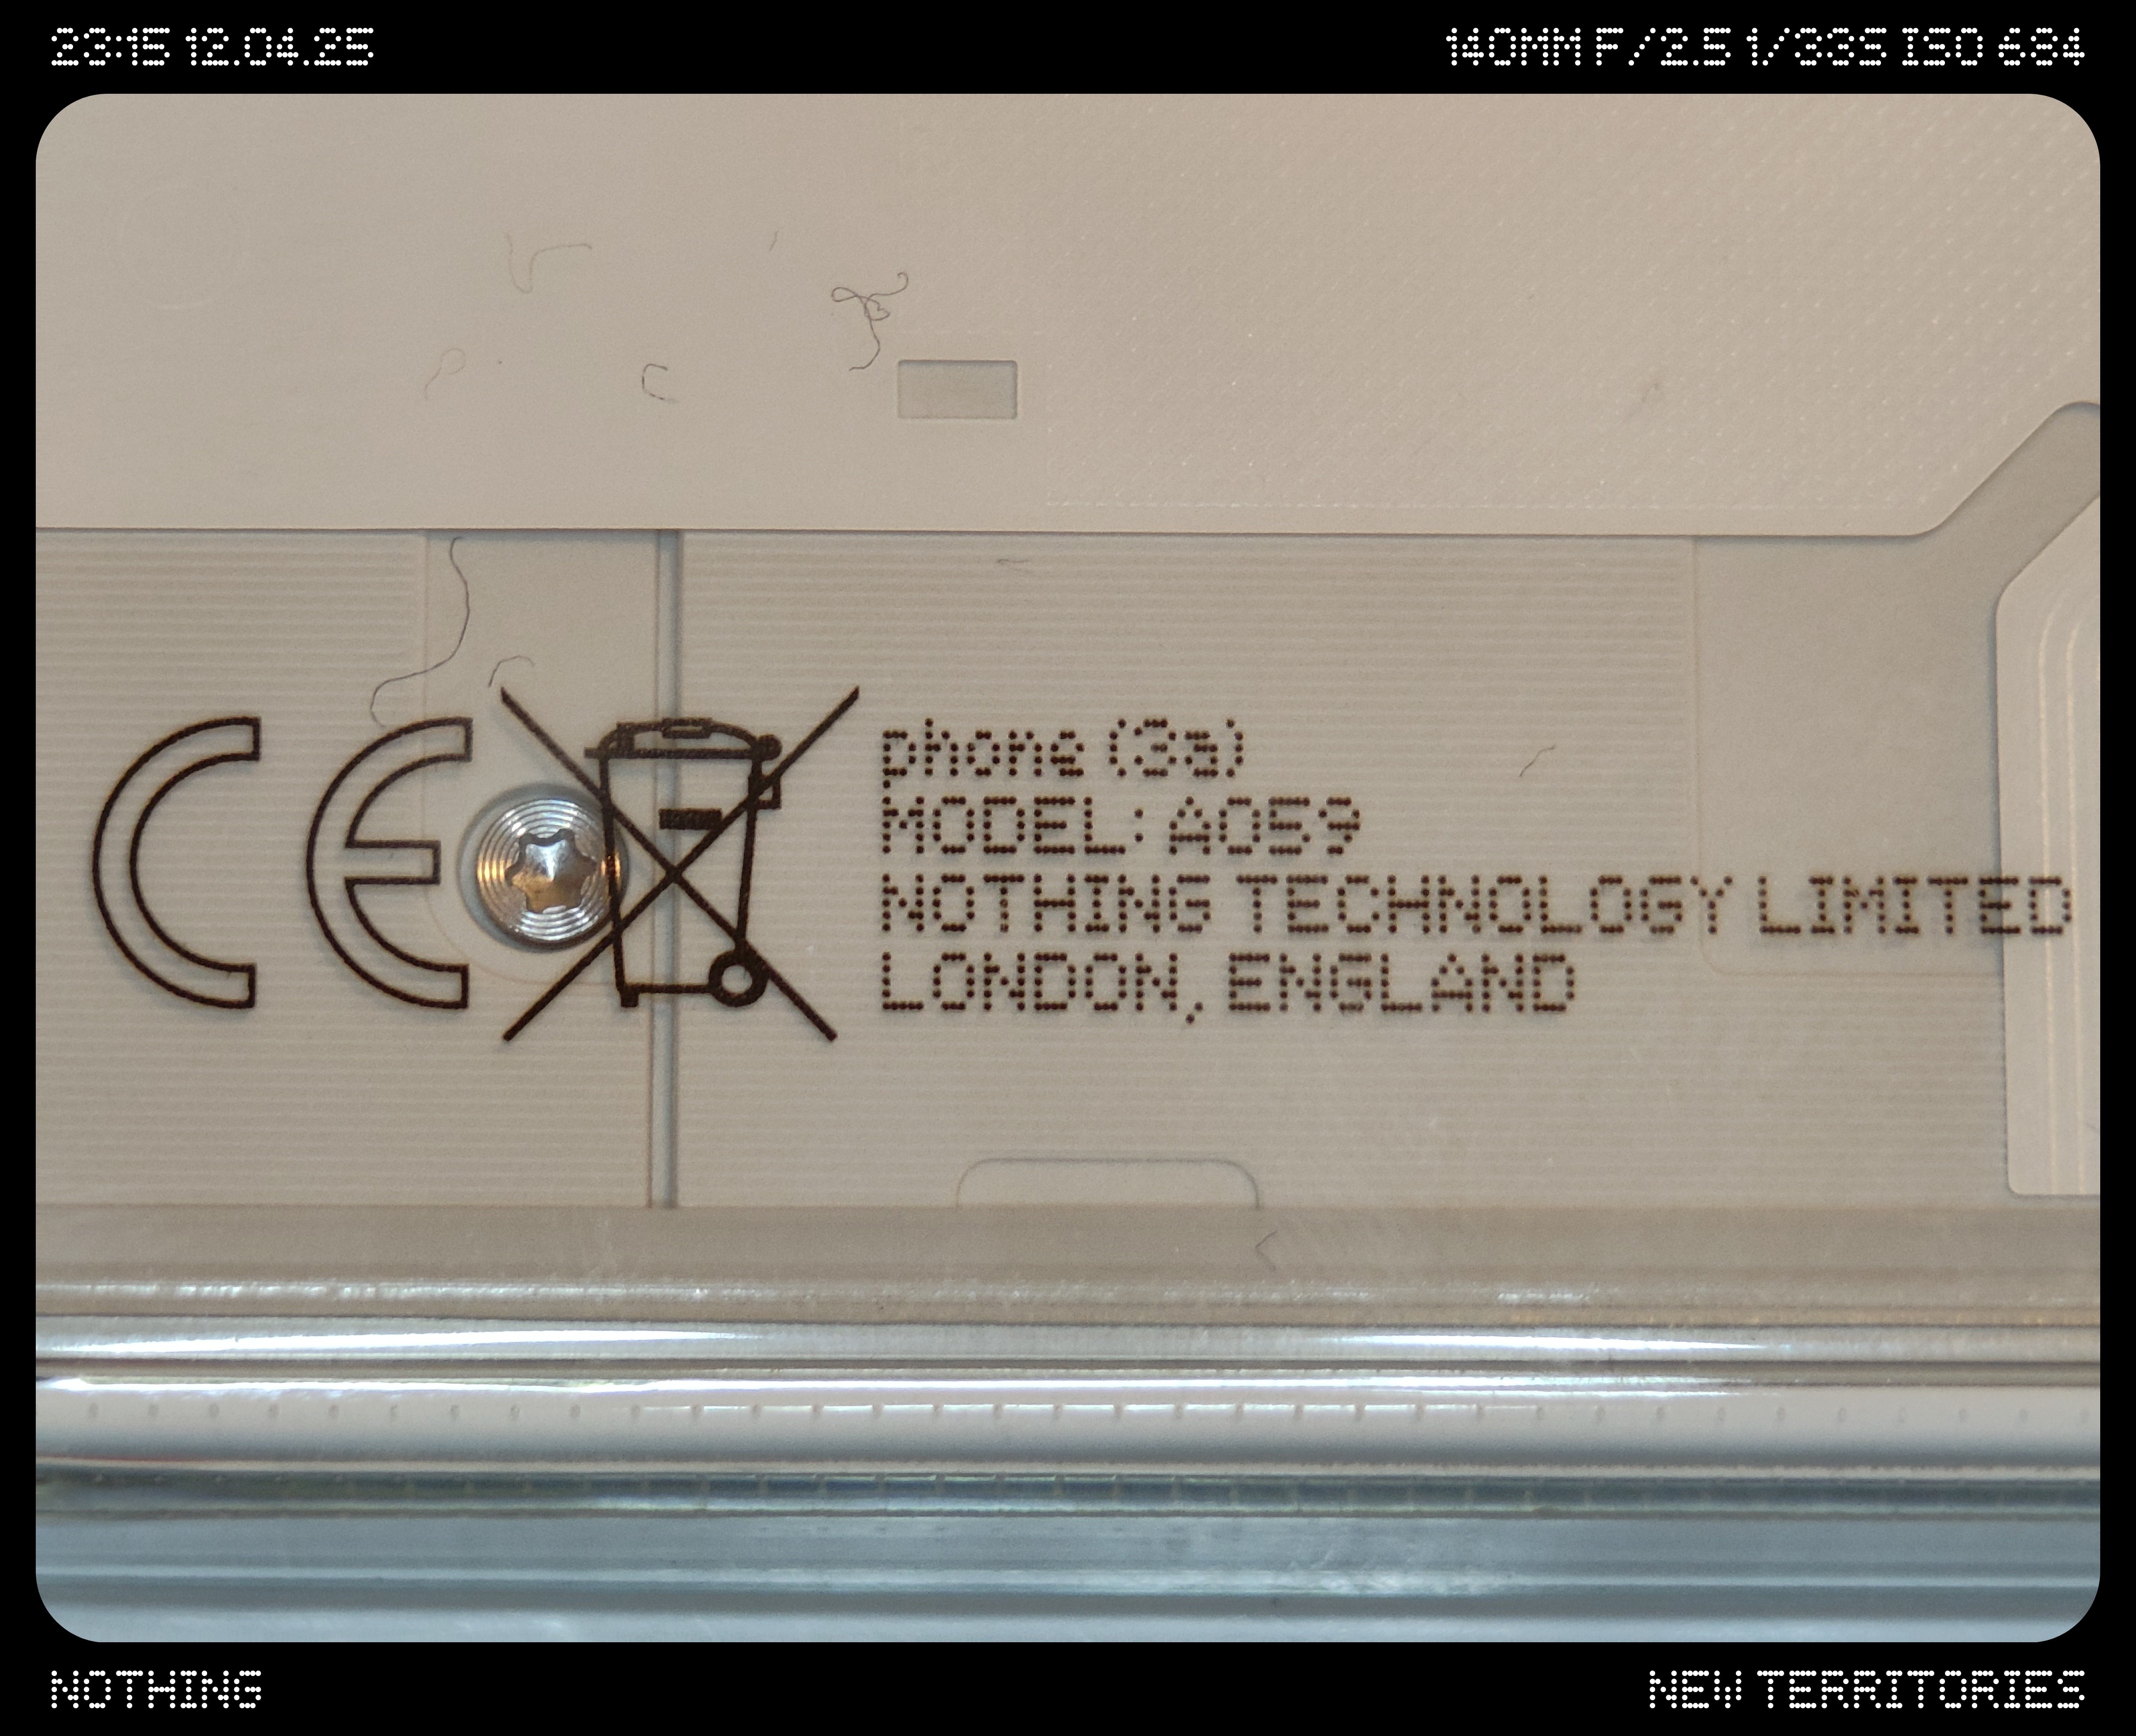 23:15 12.04.25
140MM F/2.5 1/33S ISO 684
CE
phone (3a)
MODEL: A059
NOTHING TECHNOLOGY LIMITED
LONDON, ENGLAND
NOTHING
NEW TERRITORIES